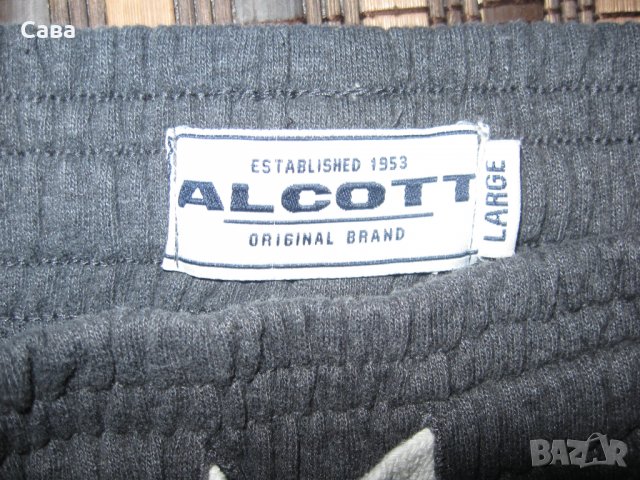 Сава
ESTABLISHED 1953
ALCOTT
ORIGINAL BRAND
LARGE
BAZAR